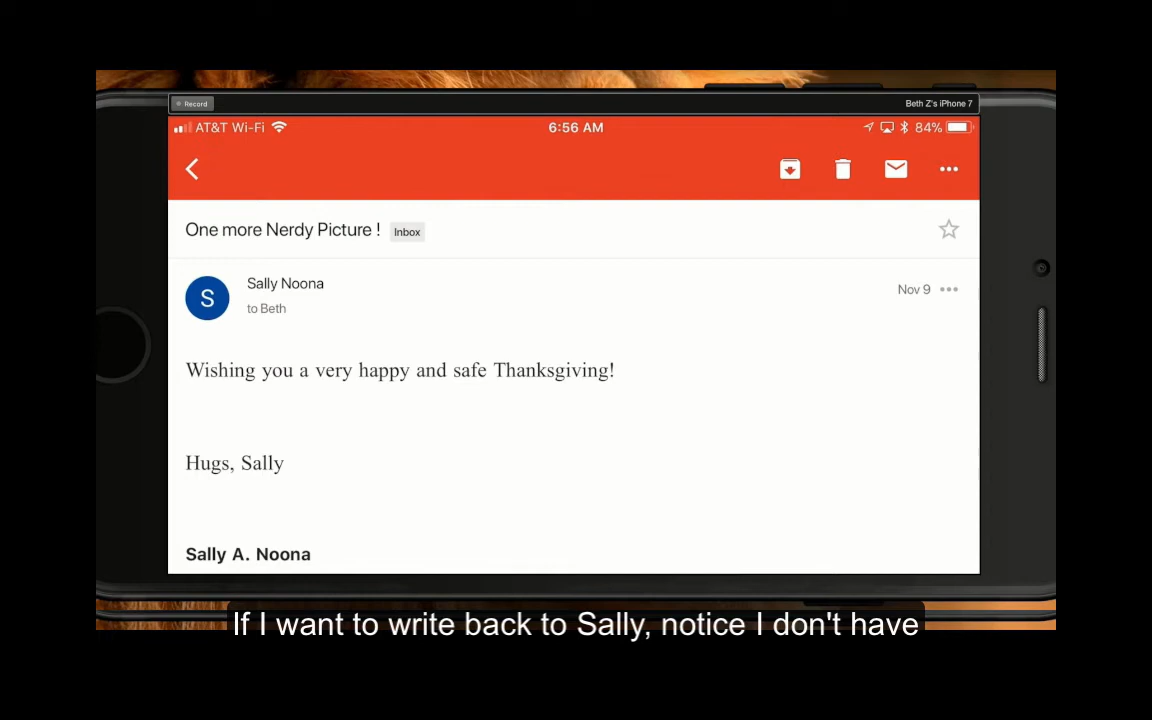 Record
Beth Z's iPhone 7
AT&T Wi-Fi
6:56 AM
84%
One more Nerdy Picture !
Inbox
S
Sally Noona
to Beth
Nov 9
Wishing you a very happy and safe Thanksgiving!
Hugs, Sally
Sally A. Noona
If I want to write back to Sally, notice I don't have